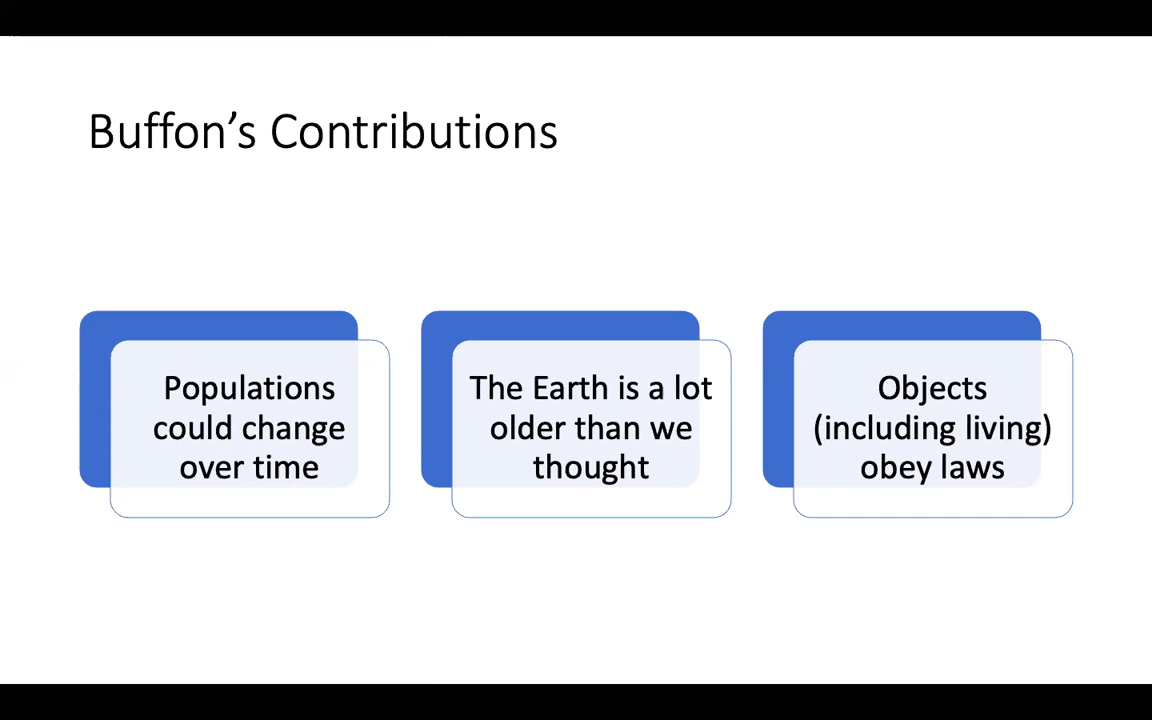 Buffon’s Contributions
Populations
could change
over time
The Earth is a lot
older than we
thought
Objects
(including living)
obey laws